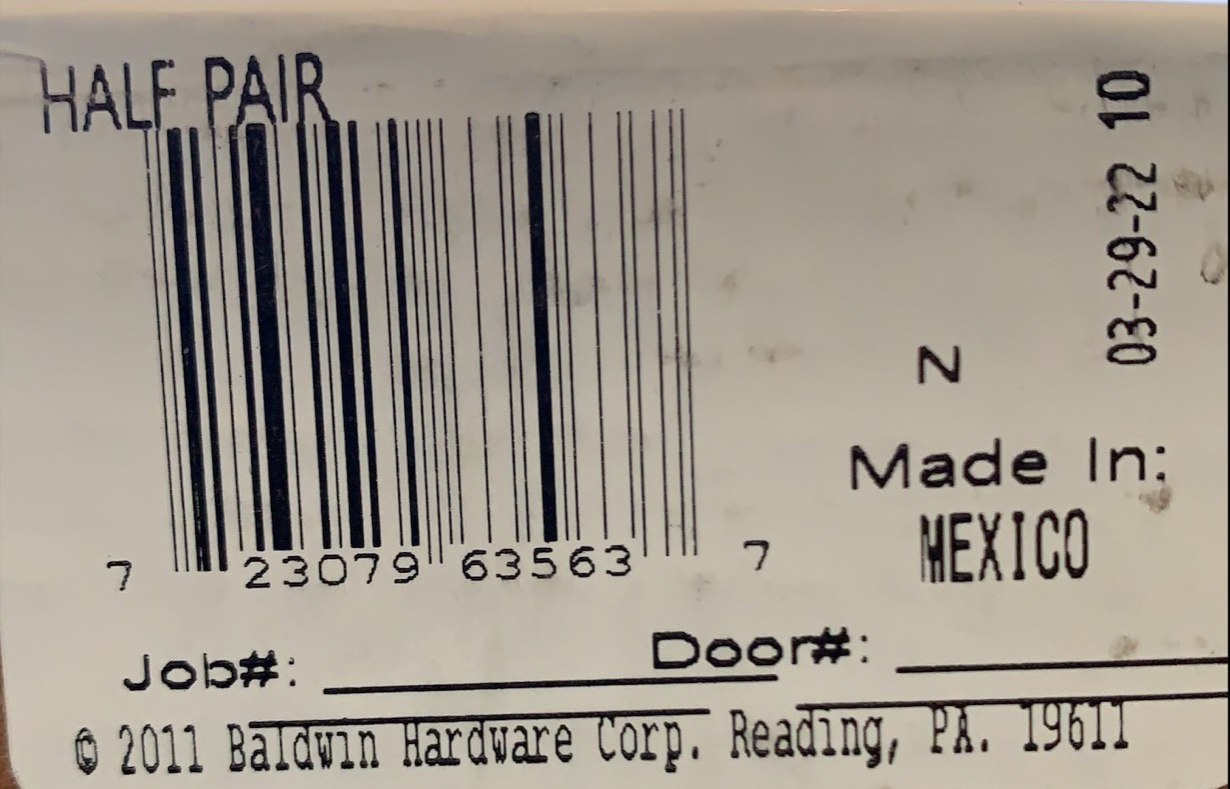 HALF PAIR
03-29-22 10
7 23079 63563 7
N
Made In:
MEXICO
Job#: Door#:
© 2011 Baldwin Hardware Corp. Reading, PA. 19611